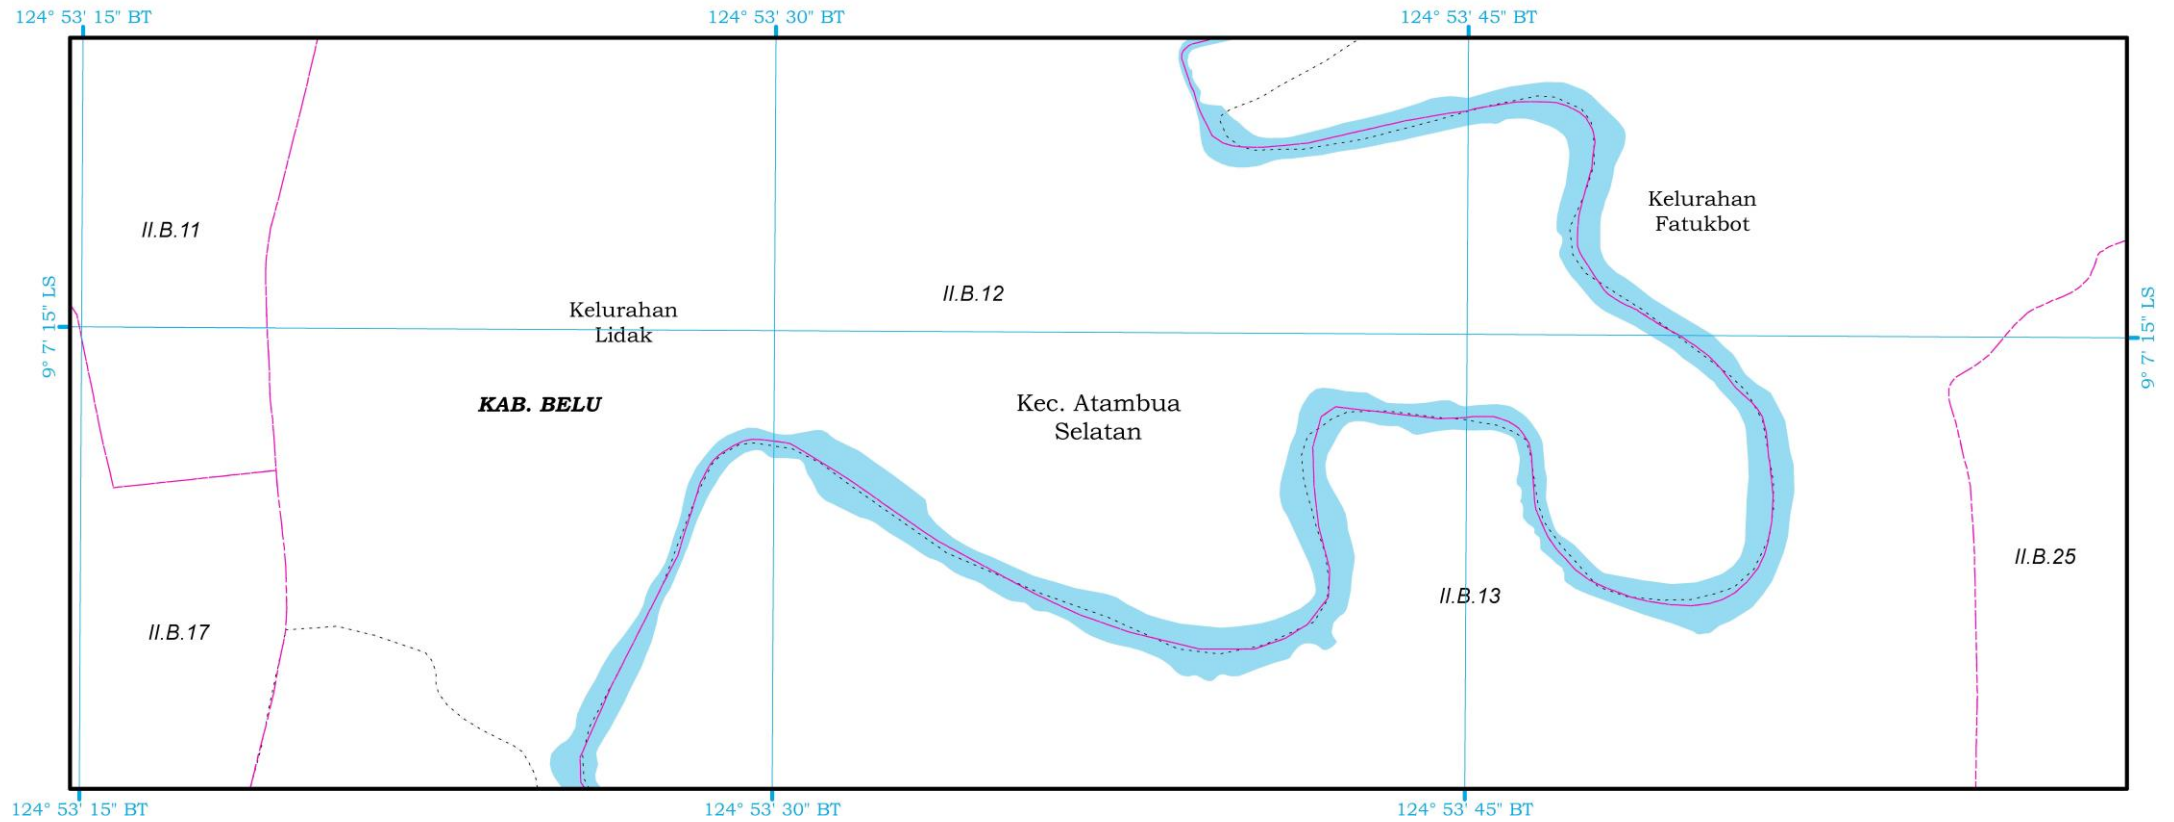 124° 53' 15" BT
124° 53' 30" BT
124° 53' 45" BT
Kelurahan
Fatukbot
II.B.11
II.B.12
9° 7' 15" LS
Kelurahan
Lidak
9° 7' 15" LS
KAB. BELU
Kec. Atambua
Selatan
II.B.25
II.B.13
II.B.17
124° 53' 15" BT
124° 53' 30" BT
124° 53' 45" BT